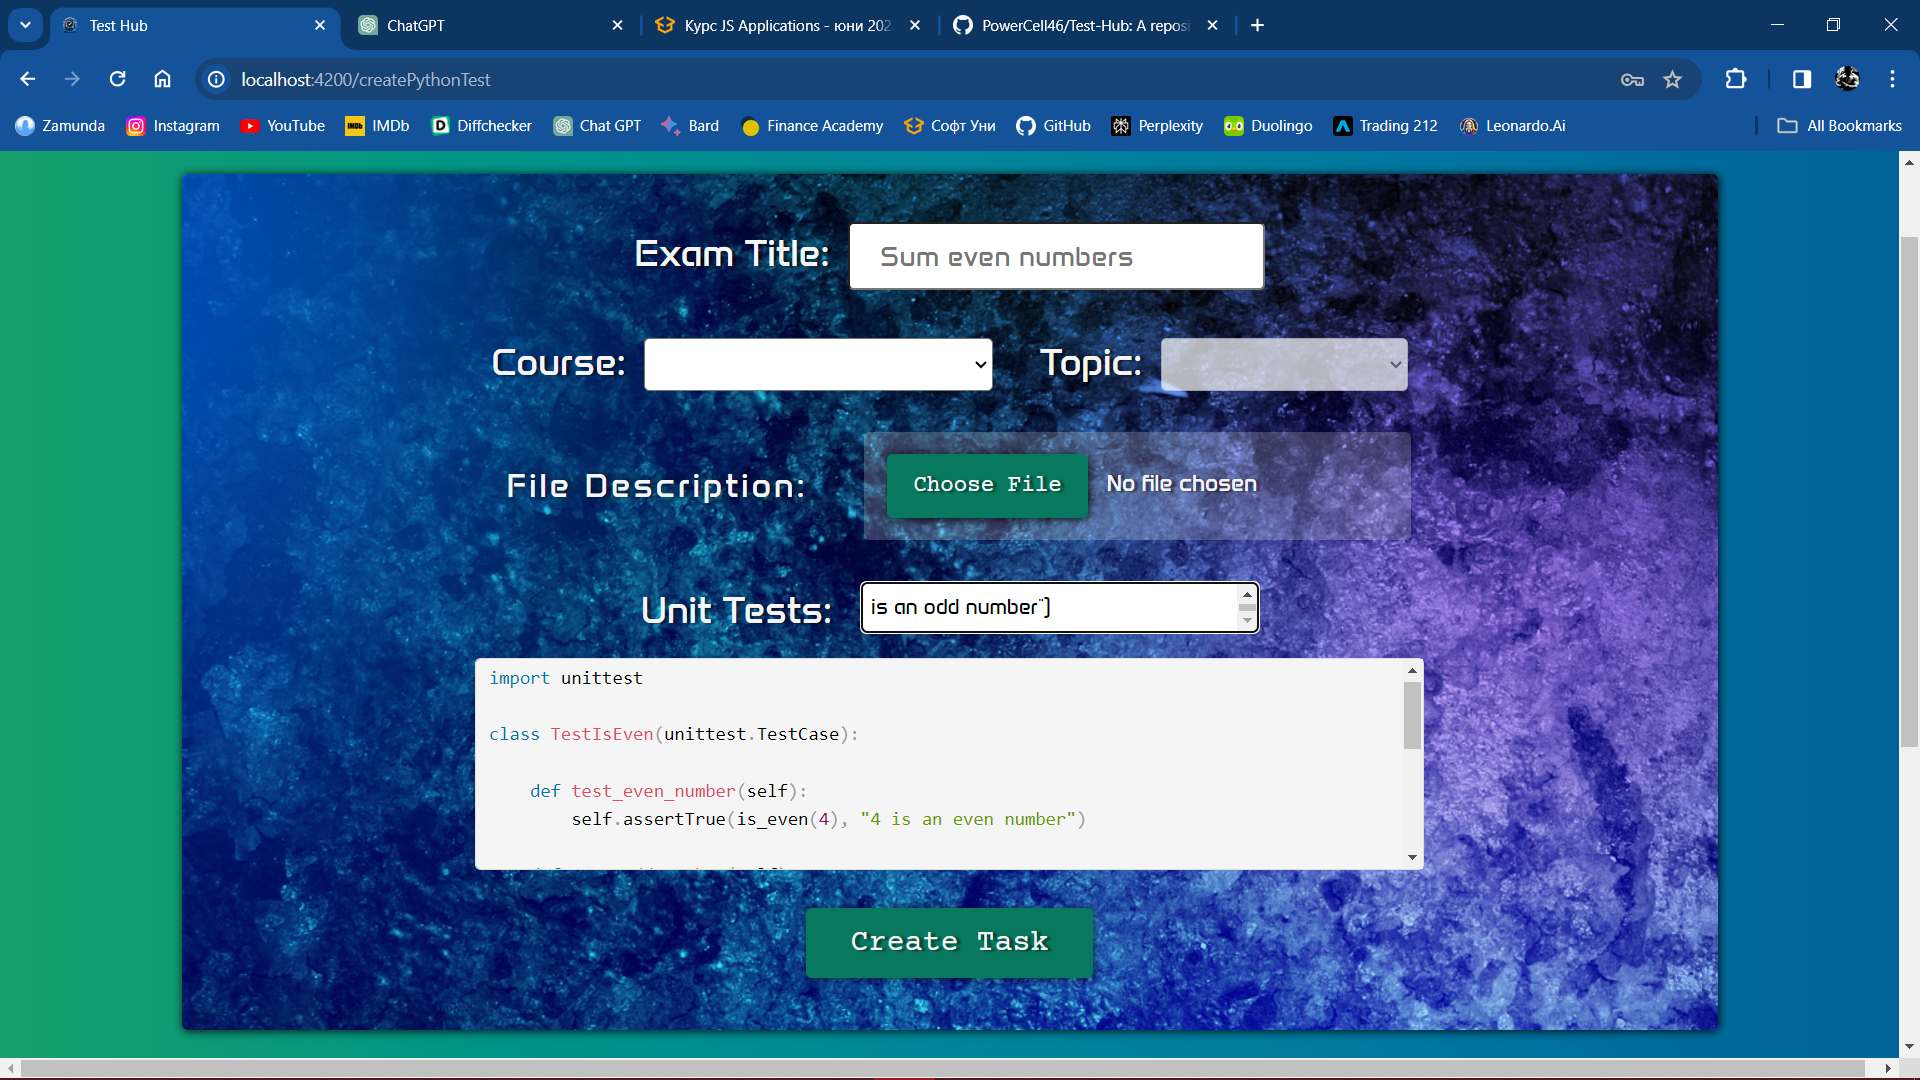 Test Hub
ChatGPT
Курс JS Applications - юни 202
PowerCell46/Test-Hub: A reposi
localhost:4200/createPythonTest
Zamunda
Instagram
YouTube
IMDb
Diffchecker
Chat GPT
Bard
Finance Academy
Софт Уни
GitHub
Perplexity
Duolingo
Trading 212
Leonardo.Ai
All Bookmarks
Exam Title:
Sum even numbers
Course:
Topic:
File Description:
Choose File
No file chosen
Unit Tests:
is an odd number")
import unittest
class TestIsEven(unittest.TestCase):
def test_even_number(self):
self.assertTrue(is_even(4), "4 is an even number")
Create Task